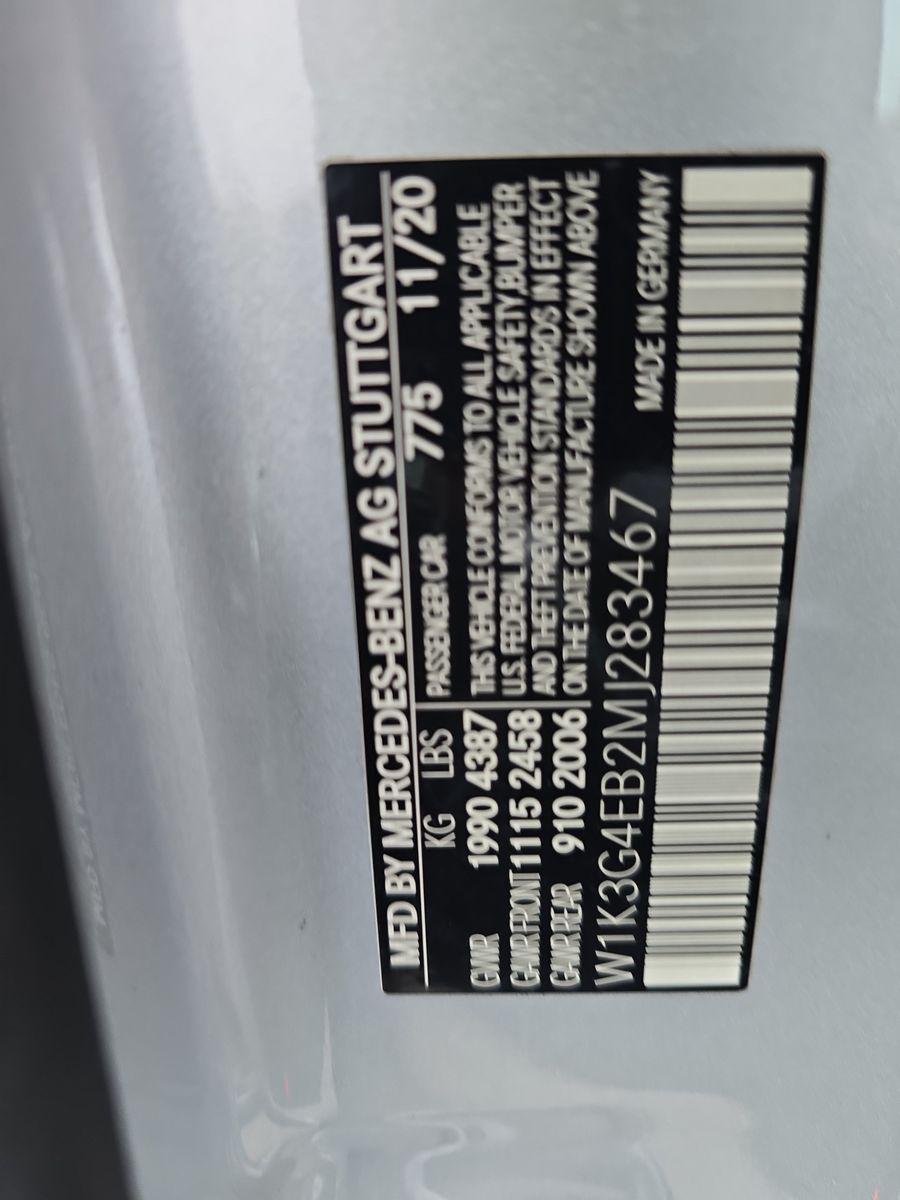 MFD BY MERCEDES-BENZ AG STUTTGART
KG LBS PASSENGER CAR 775 11/20
GVWR 1990 4387 THIS VEHICLE CONFORMS TO ALL APPLICABLE
GAWR FRONT 1115 2458 U.S. FEDERAL MOTOR VEHICLE SAFETY,BUMPER
AND THEFT PREVENTION STANDARDS IN EFFECT
GAWR REAR 910 2006 ON THE DATE OF MANUFACTURE SHOWN ABOVE
W1K3G4EB2MJ283467 MADE IN GERMANY